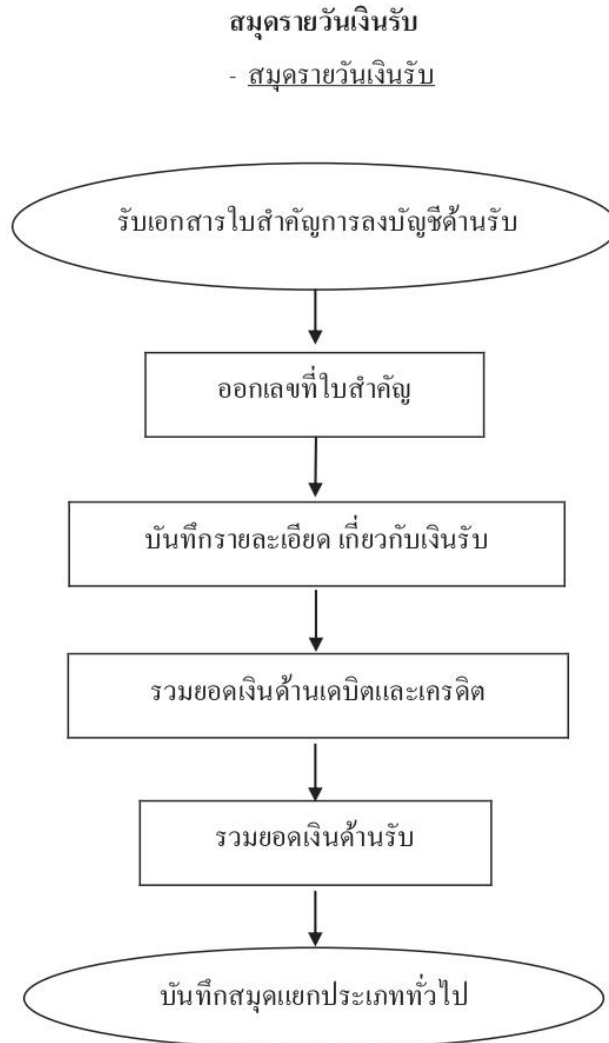 สมุดรายวันเงินรับ
- สมุดรายวันเงินรับ
รับเอกสารใบสำคัญการลงบัญชีด้านรับ
ออกเลขที่ใบสำคัญ
บันทึกรายละเอียด เกี่ยวกับเงินรับ
รวมยอดเงินด้านเดบิตและเครดิต
รวมยอดเงินด้านรับ
บันทึกสมุดแยกประเภททั่วไป